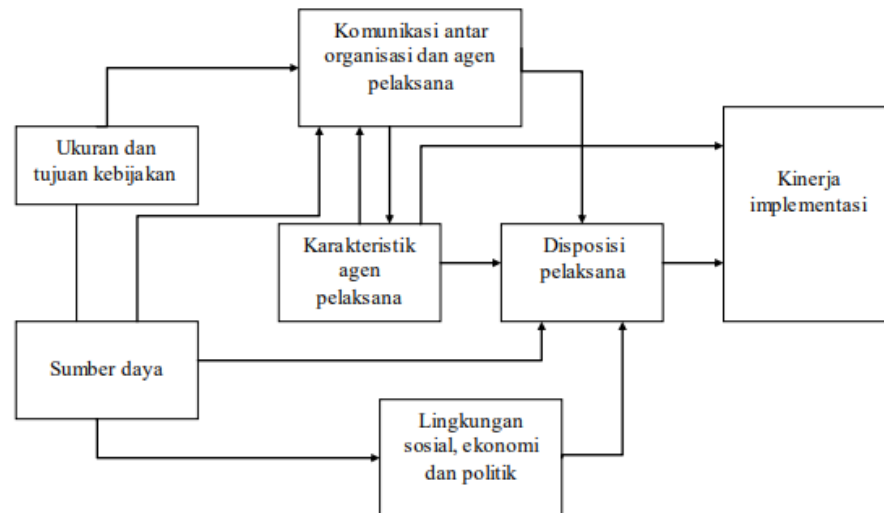 Komunikasi antar
organisasi dan agen
pelaksana
Ukuran dan
tujuan kebijakan
Kinerja
implementasi
Karakteristik
agen
pelaksana
Disposisi
pelaksana
Sumber daya
Lingkungan
sosial, ekonomi
dan politik